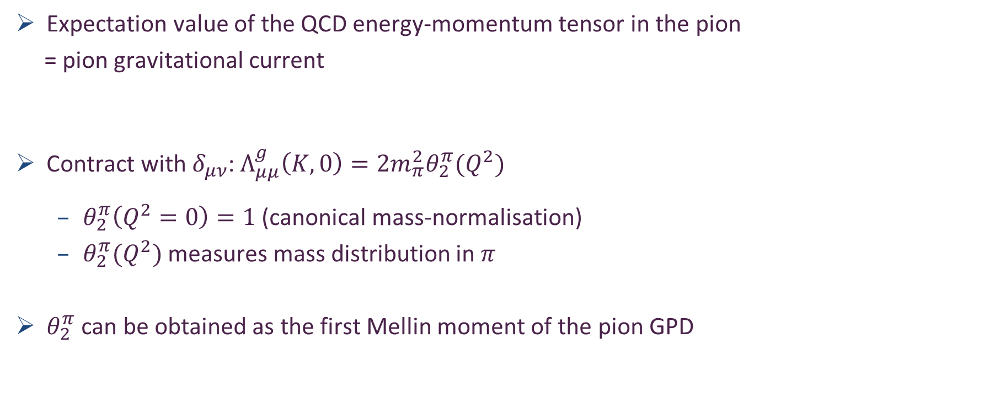 ➢ Expectation value of the QCD energy-momentum tensor in the pion
= pion gravitational current
➢ Contract with $\delta_{\mu\nu}$: $\Lambda^g_{\mu\mu}(K, 0) = 2m_\pi^2\theta_2^\pi(Q^2)$
– $\theta_2^\pi(Q^2 = 0) = 1$ (canonical mass-normalisation)
– $\theta_2^\pi(Q^2)$ measures mass distribution in $\pi$
➢ $\theta_2^\pi$ can be obtained as the first Mellin moment of the pion GPD